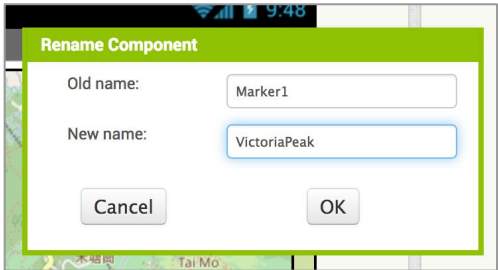 9:48
Rename Component
Old name:
Marker1
New name:
VictoriaPeak
Cancel
OK
Tai Mo